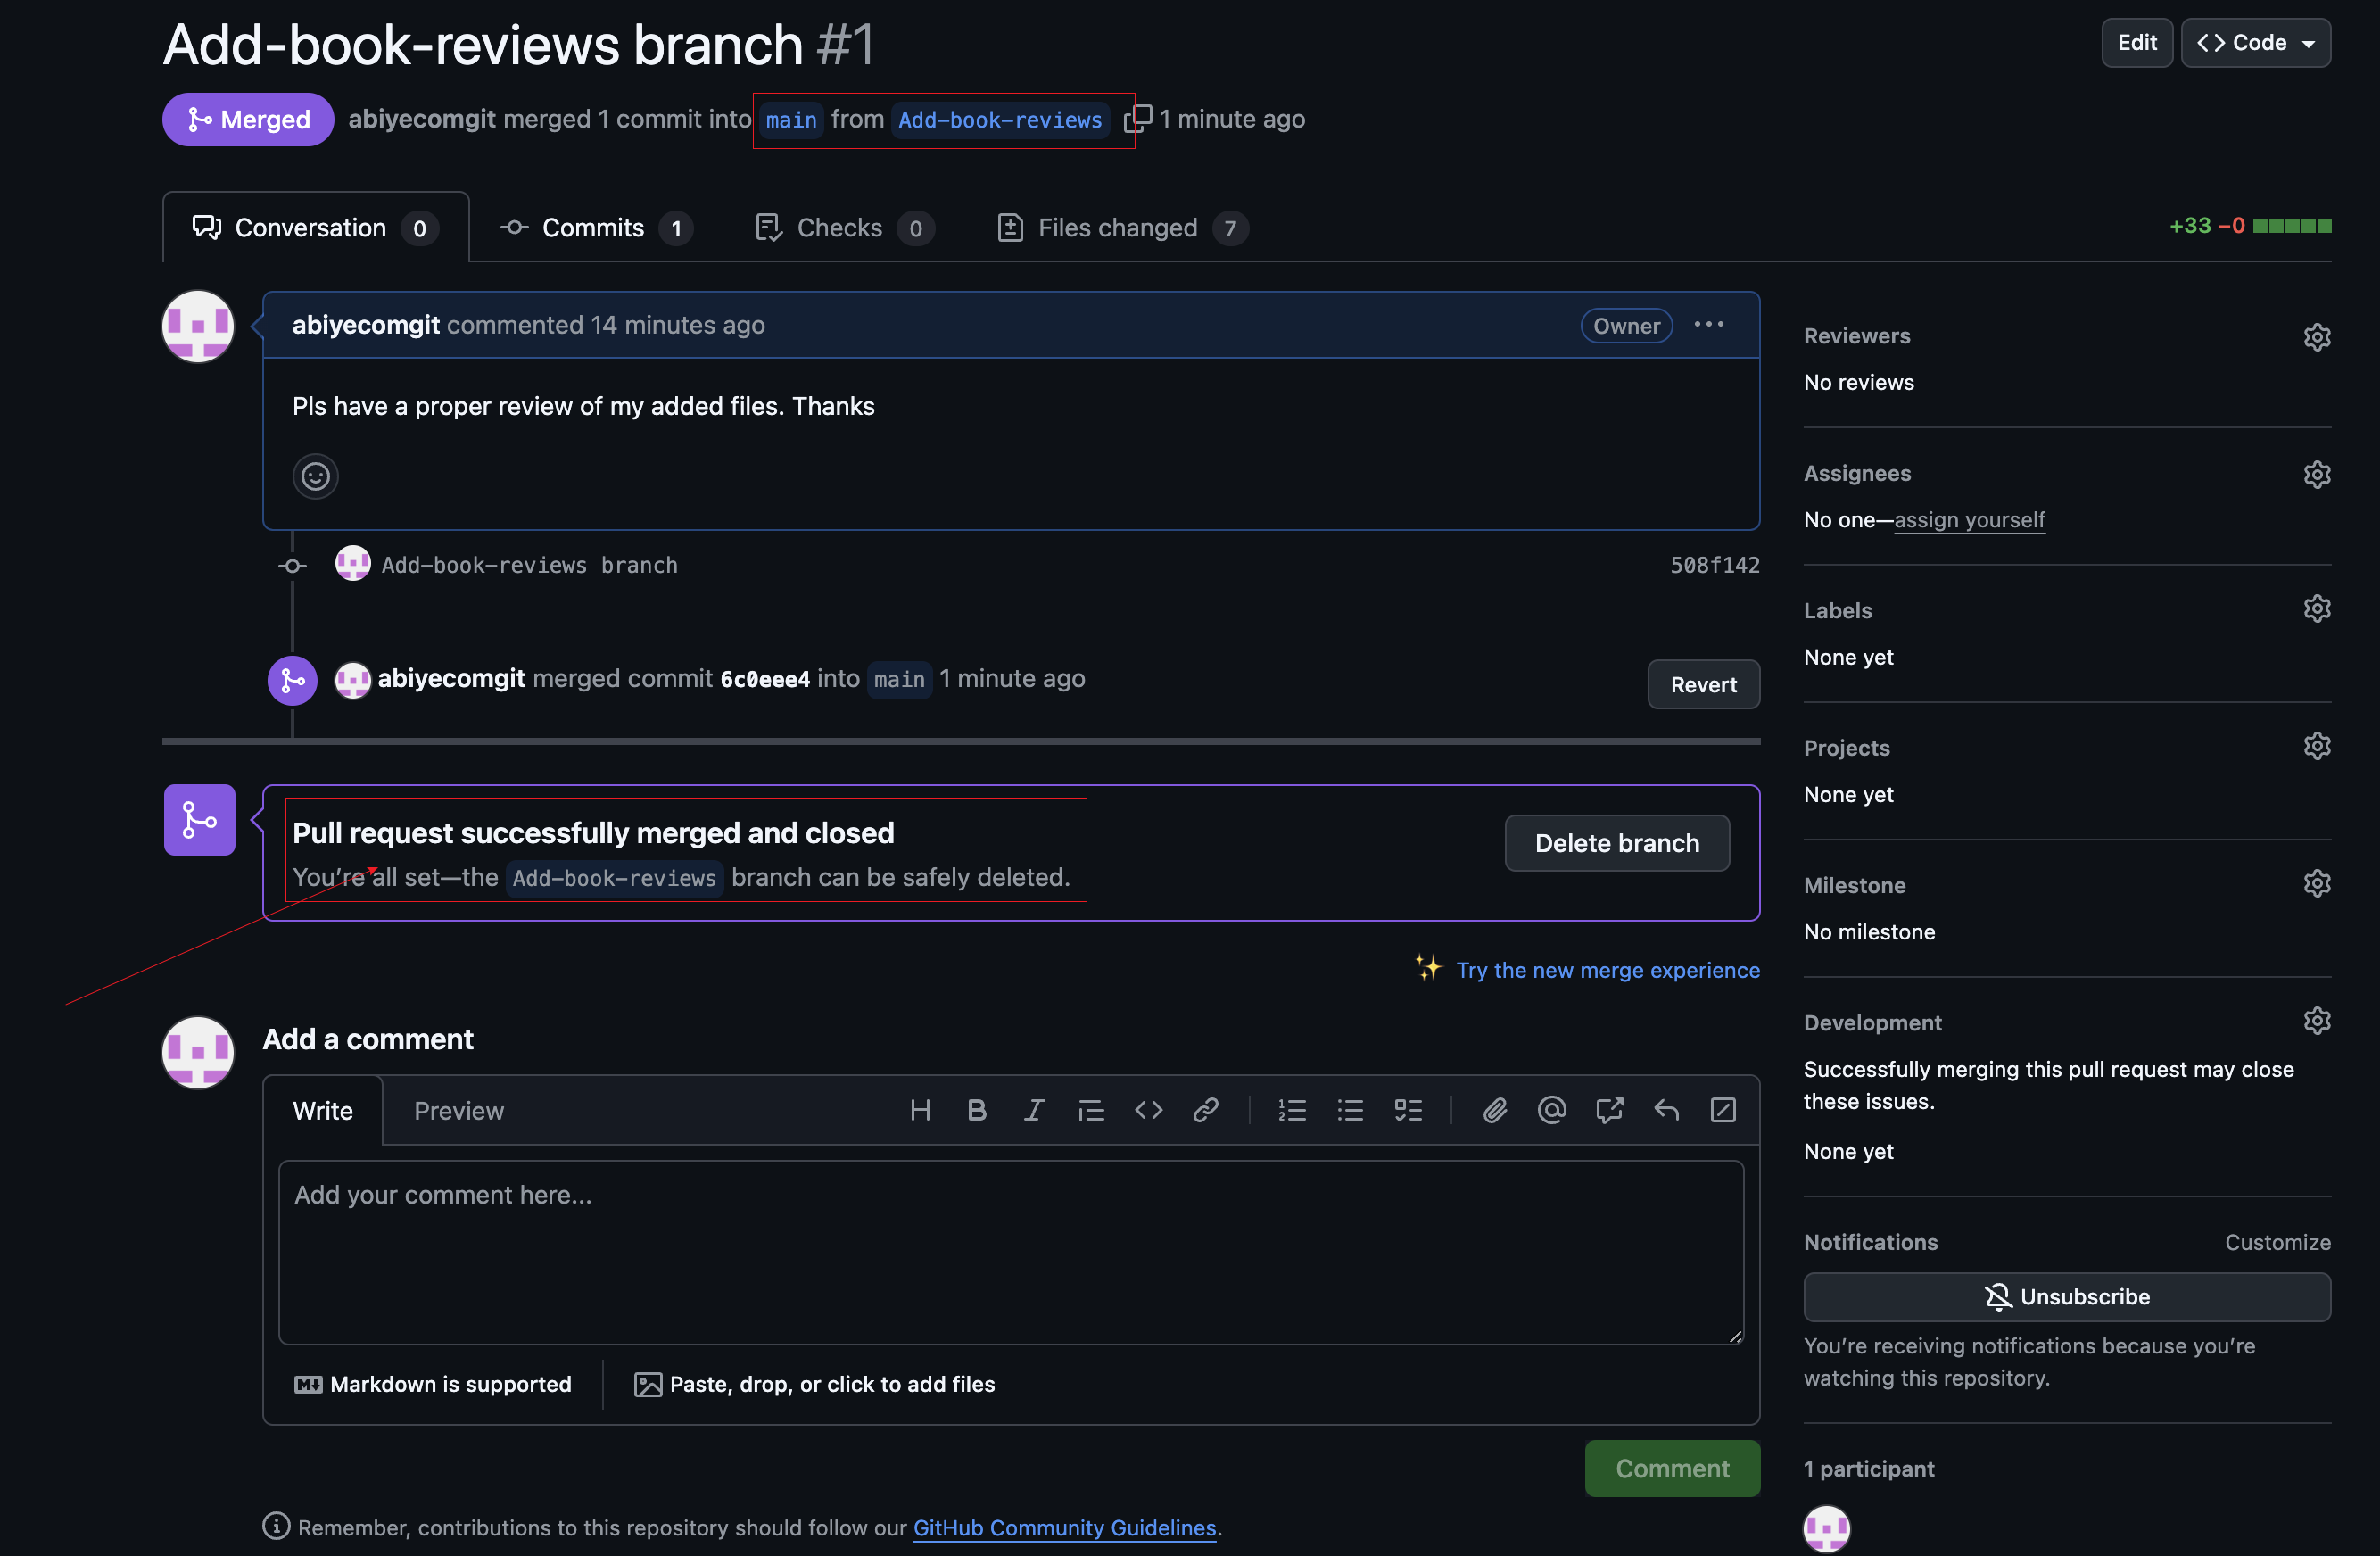 Add-book-reviews branch #1
Edit
Code
Merged
abiyecomgit merged 1 commit into main from Add-book-reviews 1 minute ago
Conversation 0
Commits 1
Checks 0
Files changed 7
+33 −0
abiyecomgit commented 14 minutes ago
Owner
Pls have a proper review of my added files. Thanks
Add-book-reviews branch
508f142
abiyecomgit merged commit 6c0eee4 into main 1 minute ago
Revert
Pull request successfully merged and closed
You’re all set—the Add-book-reviews branch can be safely deleted.
Delete branch
Try the new merge experience
Add a comment
Write
Preview
Add your comment here...
Markdown is supported
Paste, drop, or click to add files
Comment
Remember, contributions to this repository should follow our GitHub Community Guidelines.
Reviewers
No reviews
Assignees
No one—assign yourself
Labels
None yet
Projects
None yet
Milestone
No milestone
Development
Successfully merging this pull request may close
these issues.
None yet
Notifications
Customize
Unsubscribe
You’re receiving notifications because you’re
watching this repository.
1 participant